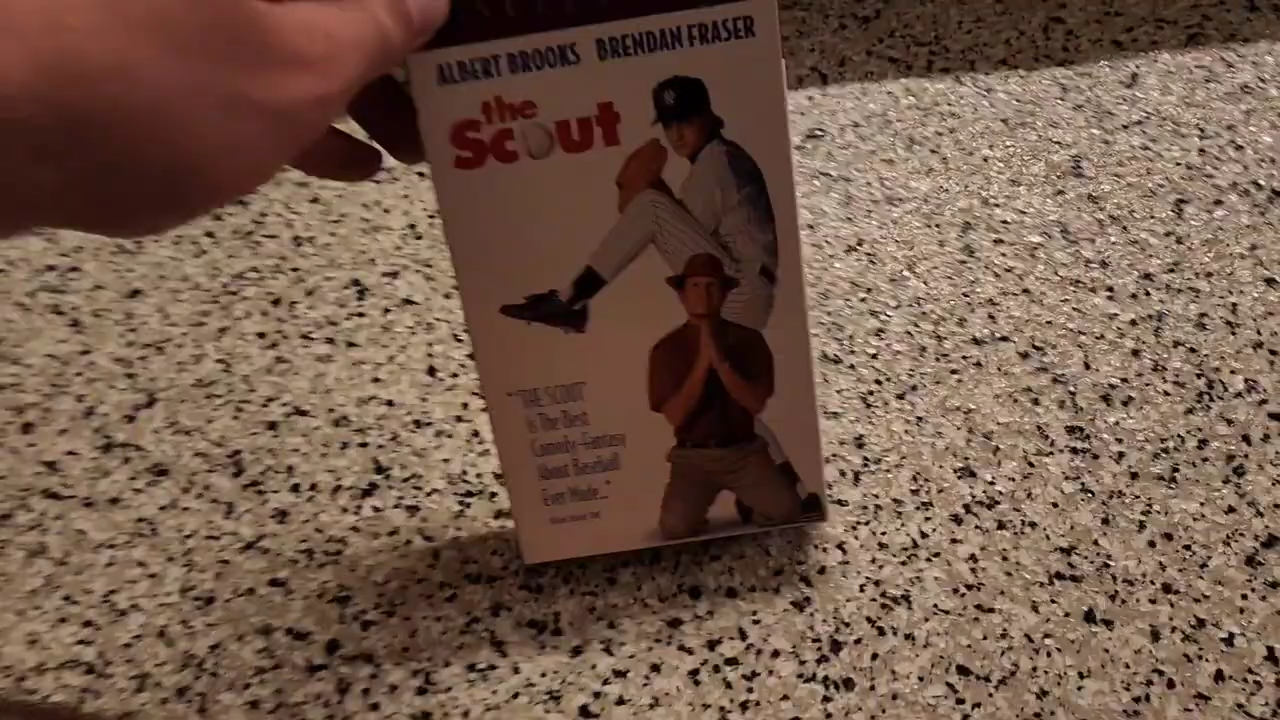 ALBERT BROOKS BRENDAN FRASER
the
Scout
"'THE SCOUT'
Is The Best
Comedy-Fantasy
About Baseball
Ever Made..."